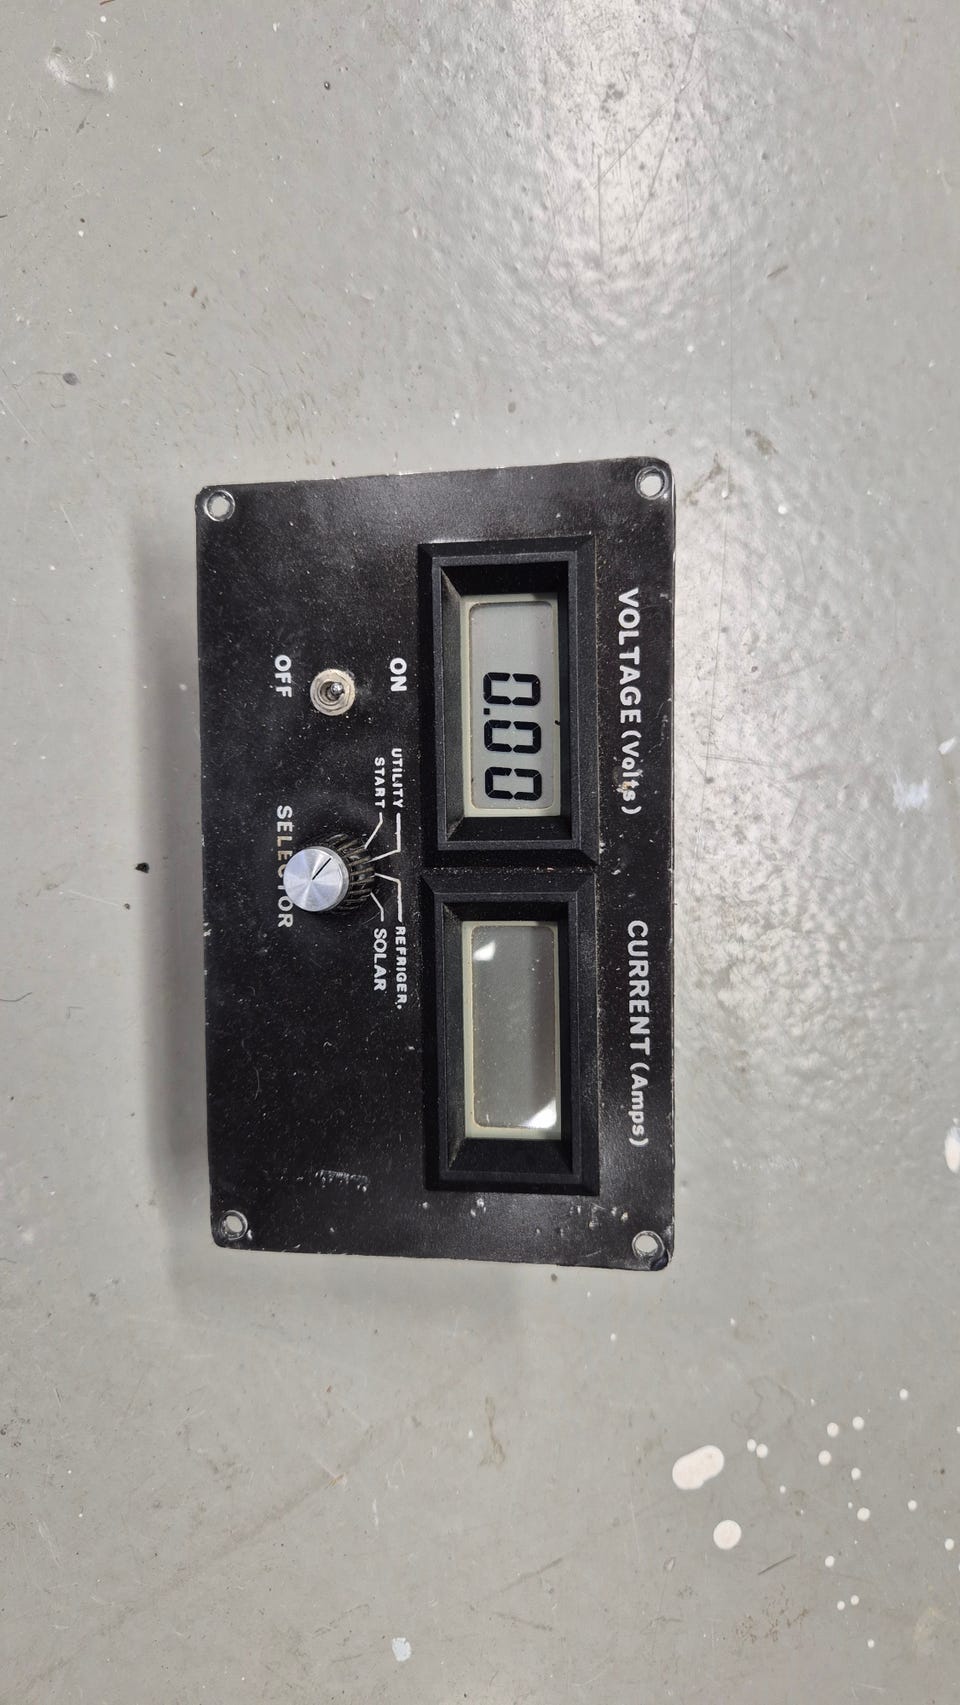 VOLTAGE (Volts)
CURRENT (Amps)
0.00
ON
OFF
UTILITY
START
REFRIGER.
SOLAR
SELECTOR